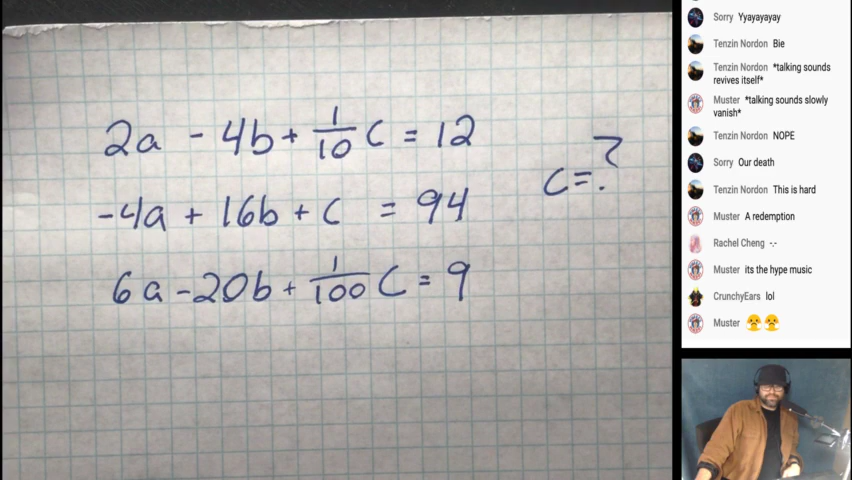 2a - 4b + 1/10 c = 12
-4a + 16b + c = 94
6a - 20b + 1/100 c = 9
c = ?
Sorry Yyayayayay
Tenzin Nordon Bie
Tenzin Nordon *talking sounds
revives itself*
Muster *talking sounds slowly
vanish*
Tenzin Nordon NOPE
Sorry Our death
Tenzin Nordon This is hard
Muster A redemption
Rachel Cheng -.-
Muster its the hype music
CrunchyEars lol
Muster 😤😤